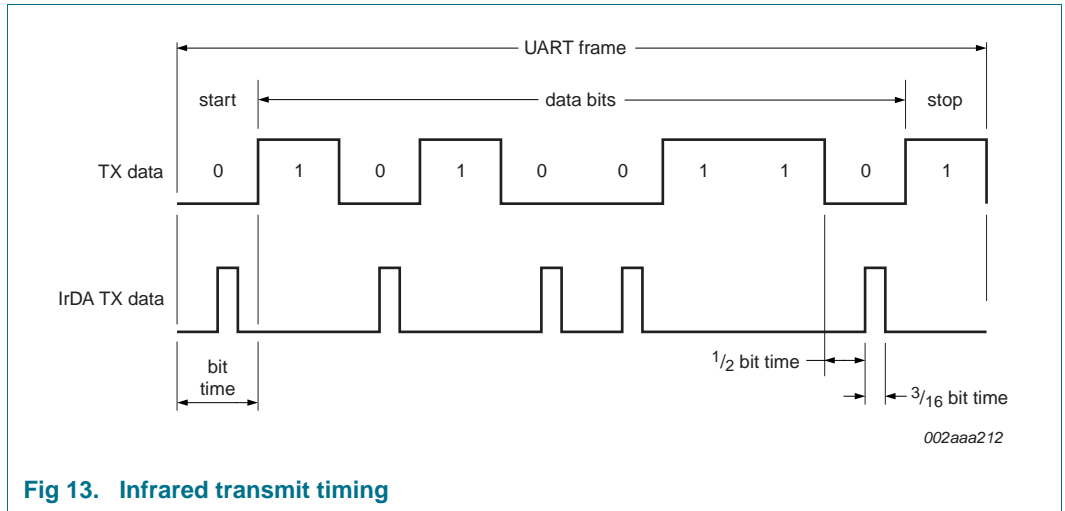 UART frame
start data bits stop
TX data 0 1 0 1 0 0 1 1 0 1
IrDA TX data
bit
time
1/2 bit time
3/16 bit time
002aaa212
Fig 13. Infrared transmit timing